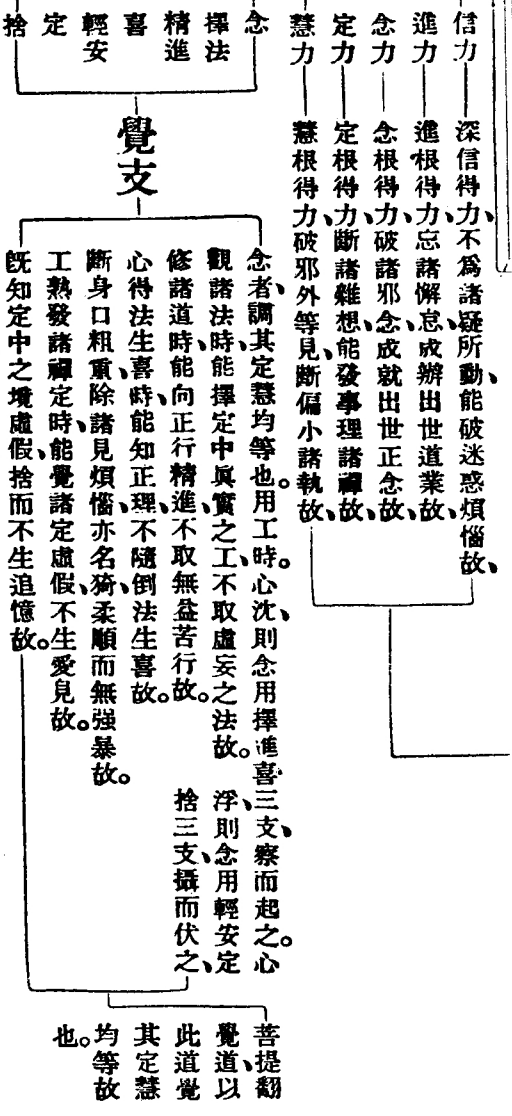 信力
進力
念力
定力
慧力
深信得力、不爲諸疑所動、能破迷惑煩惱故、
進根得力、忘諸懈怠、成辦出世道業故、
念根得力、破諸邪念成就出世正念故、
定根得力、斷諸雜想、能發事理諸禪故、
慧根得力、破邪外等見、斷偏小諸執故、
念
擇法
精進
喜
輕安
定
捨
覺支
念者、調其定慧均等也。用工時。心沈、則念用擇進喜三支、察而起之。心
浮、則念用輕安定
捨三支、攝而伏之、
觀諸法時、能擇定中眞實之工、不取虛妄之法故。
修諸道時、能向正行精進、不取無益苦行故。
心得法生喜時、能知正理、不隨倒法生喜故。
斷身口粗重、除諸見煩惱、亦名猗柔順而無强暴故。
工熟發諸禪定時、能覺諸定虛假、不生愛見故。
旣知定中之境虛假、捨而不生追憶故。
菩提翻
覺道、以
此道覺
其定慧
均等故
也。